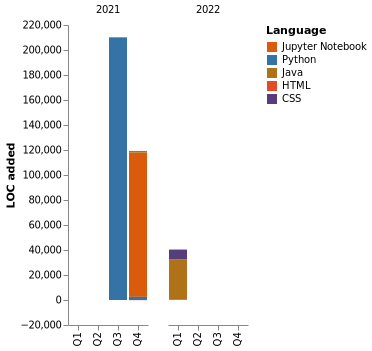 2021
2022
Language
Jupyter Notebook
Python
Java
HTML
CSS
LOC added
220,000
200,000
180,000
160,000
140,000
120,000
100,000
80,000
60,000
40,000
20,000
0
−20,000
Q1
Q2
Q3
Q4
Q1
Q2
Q3
Q4